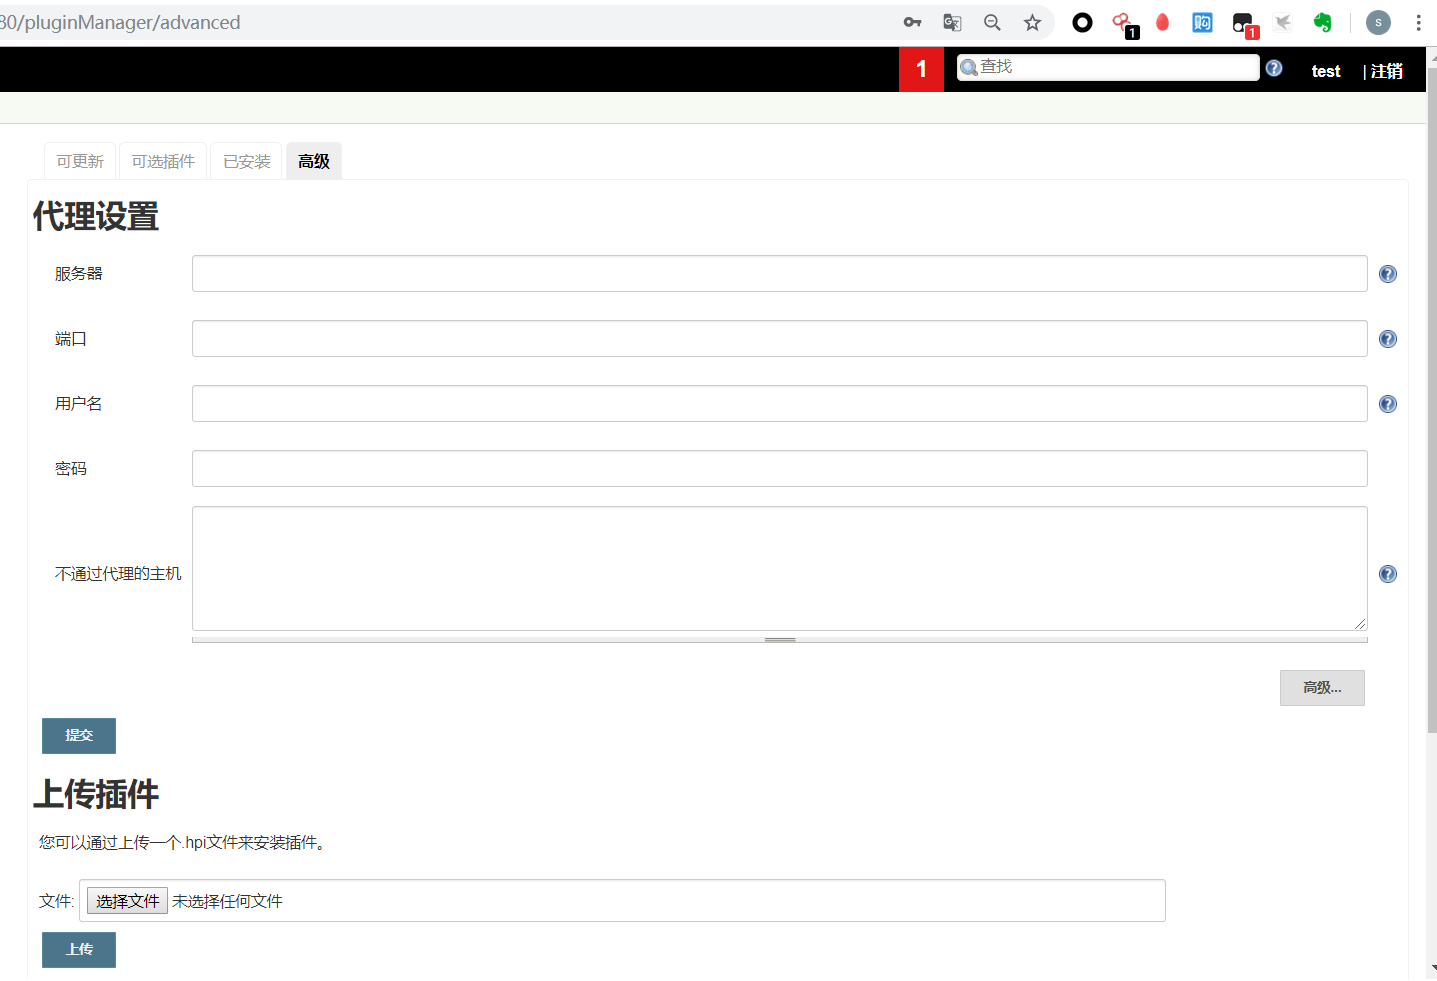 80/pluginManager/advanced
1
1
1 查找 test | 注销
可更新 可选插件 已安装 高级
代理设置
服务器
端口
用户名
密码
不通过代理的主机
高级...
提交
上传插件
您可以通过上传一个.hpi文件来安装插件。
文件: 选择文件 未选择任何文件
上传